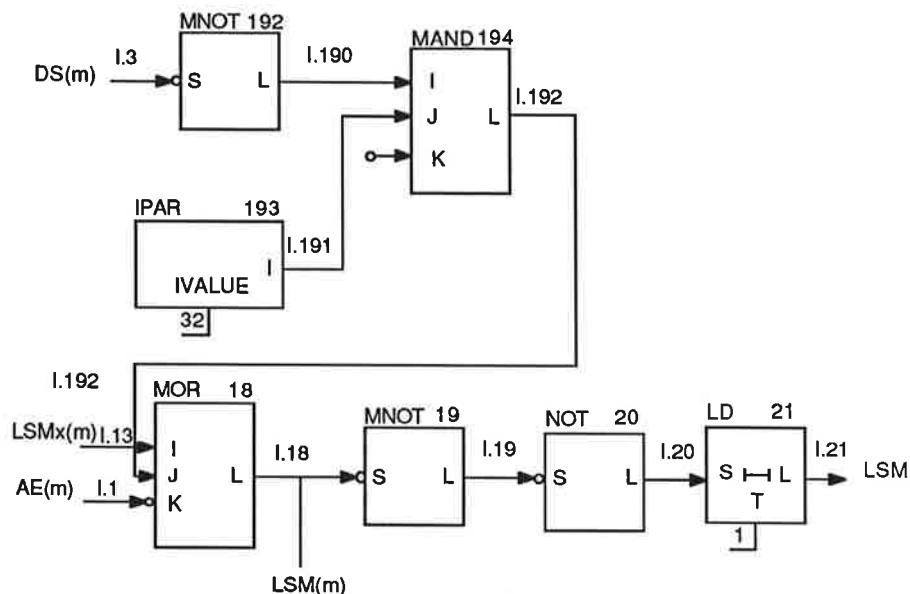 MNOT 192
I.3
DS(m)
S L
I.190
MAND 194
I
J L
K
I.192
IPAR 193
I
IVALUE
32
I.191
I.192
MOR 18
LSMx(m) I.13
I
J L
K
AE(m) I.1
I.18
LSM(m)
MNOT 19
S L
I.19
NOT 20
S L
I.20
LD 21
S L
T
1
I.21
LSM